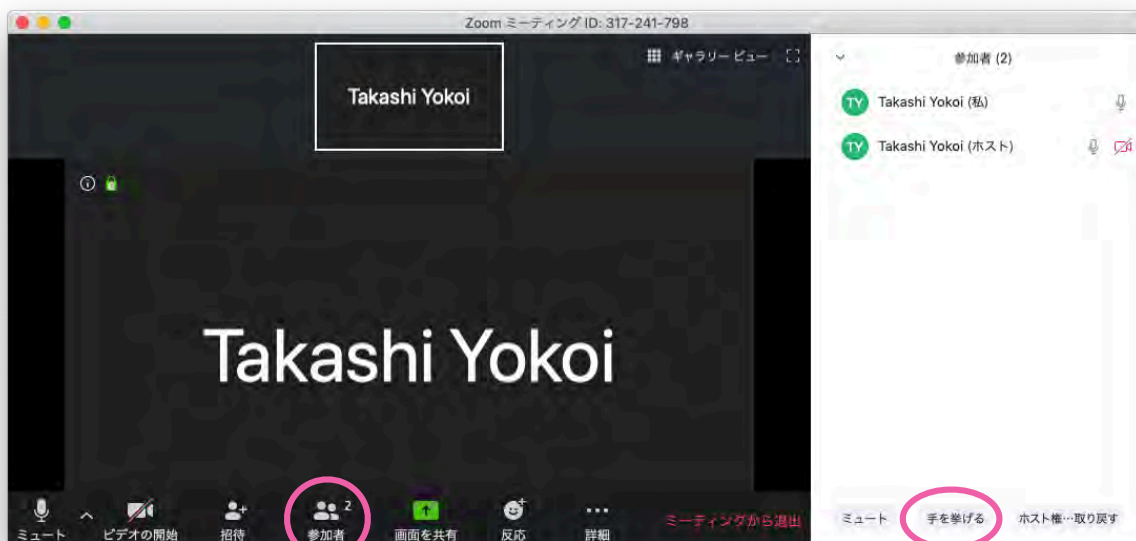 Zoom ミーティング ID: 317-241-798
ギャラリー ビュー
Takashi Yokoi
Takashi Yokoi
ミュート
ビデオの開始
招待
2
参加者
画面を共有
反応
詳細
ミーティングから退出
参加者 (2)
TY Takashi Yokoi (私)
TY Takashi Yokoi (ホスト)
ミュート
手を挙げる
ホスト権…取り戻す